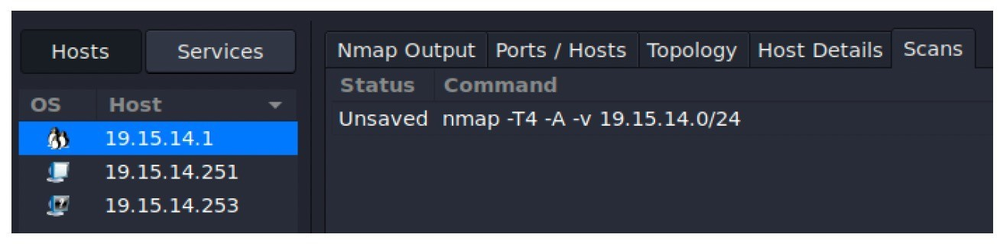 Hosts Services
OS Host
19.15.14.1
19.15.14.251
19.15.14.253
Nmap Output Ports / Hosts Topology Host Details Scans
Status Command
Unsaved nmap -T4 -A -v 19.15.14.0/24